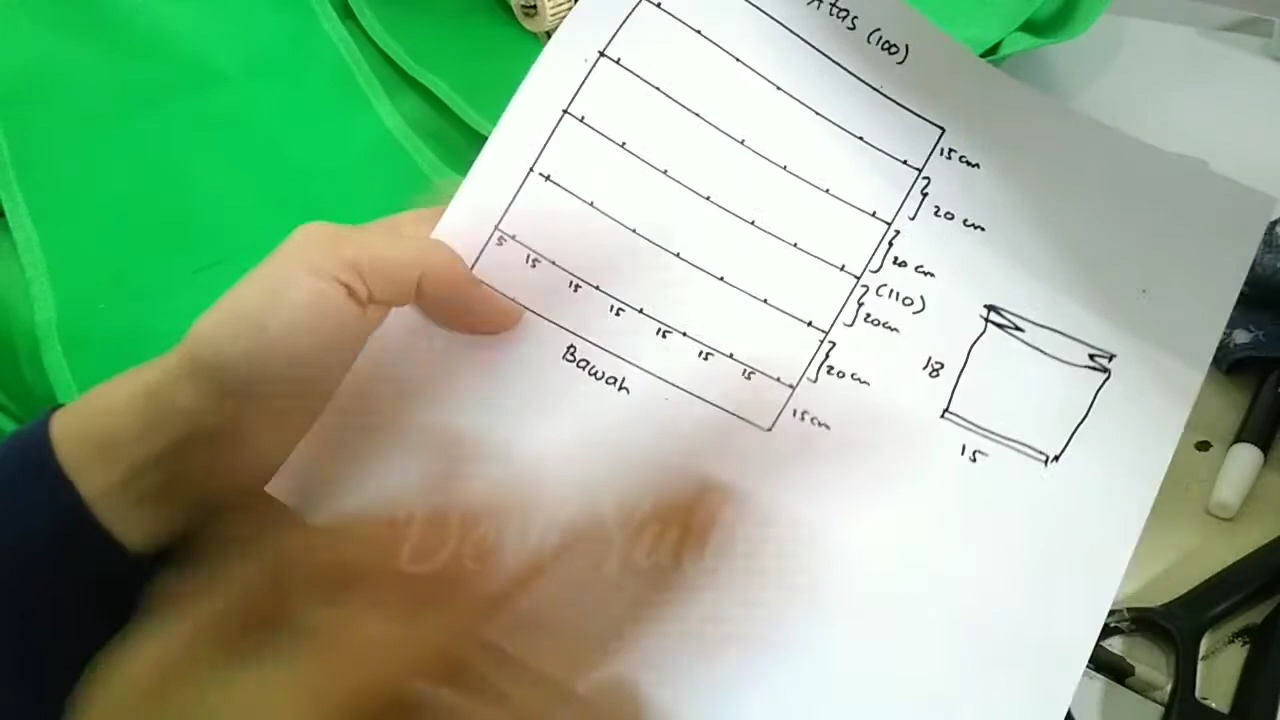 Atas (100)
15 cm
20 cm
20 cm
(110)
20 cm
20 cm
15 cm
5 15 15 15 15 15 15
Bawah
18
15